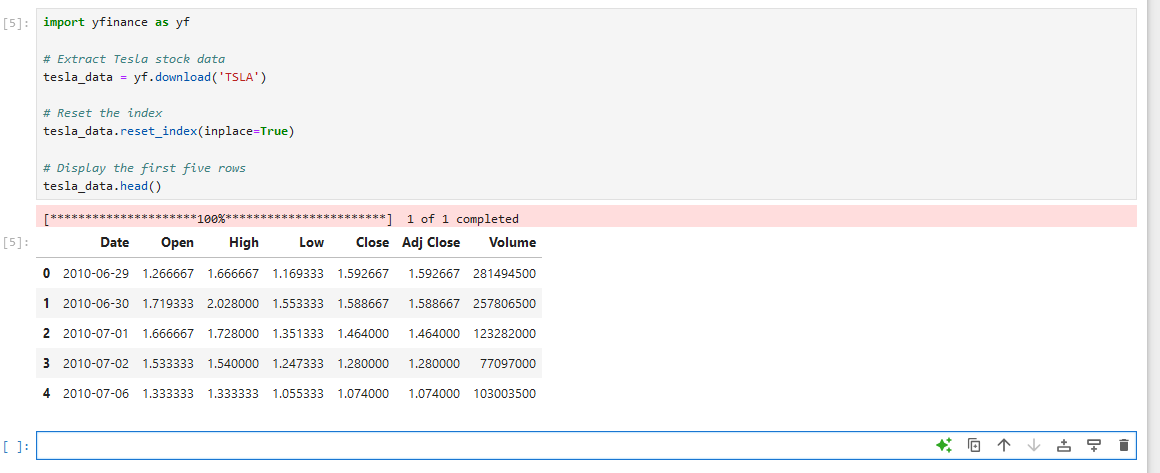 [5]: import yfinance as yf
# Extract Tesla stock data
tesla_data = yf.download('TSLA')
# Reset the index
tesla_data.reset_index(inplace=True)
# Display the first five rows
tesla_data.head()
[*********************100%***********************]  1 of 1 completed
[5]: Date Open High Low Close Adj Close Volume
0 2010-06-29 1.266667 1.666667 1.169333 1.592667 1.592667 281494500
1 2010-06-30 1.719333 2.028000 1.553333 1.588667 1.588667 257806500
2 2010-07-01 1.666667 1.728000 1.351333 1.464000 1.464000 123282000
3 2010-07-02 1.533333 1.540000 1.247333 1.280000 1.280000 77097000
4 2010-07-06 1.333333 1.333333 1.055333 1.074000 1.074000 103003500
[ ]: